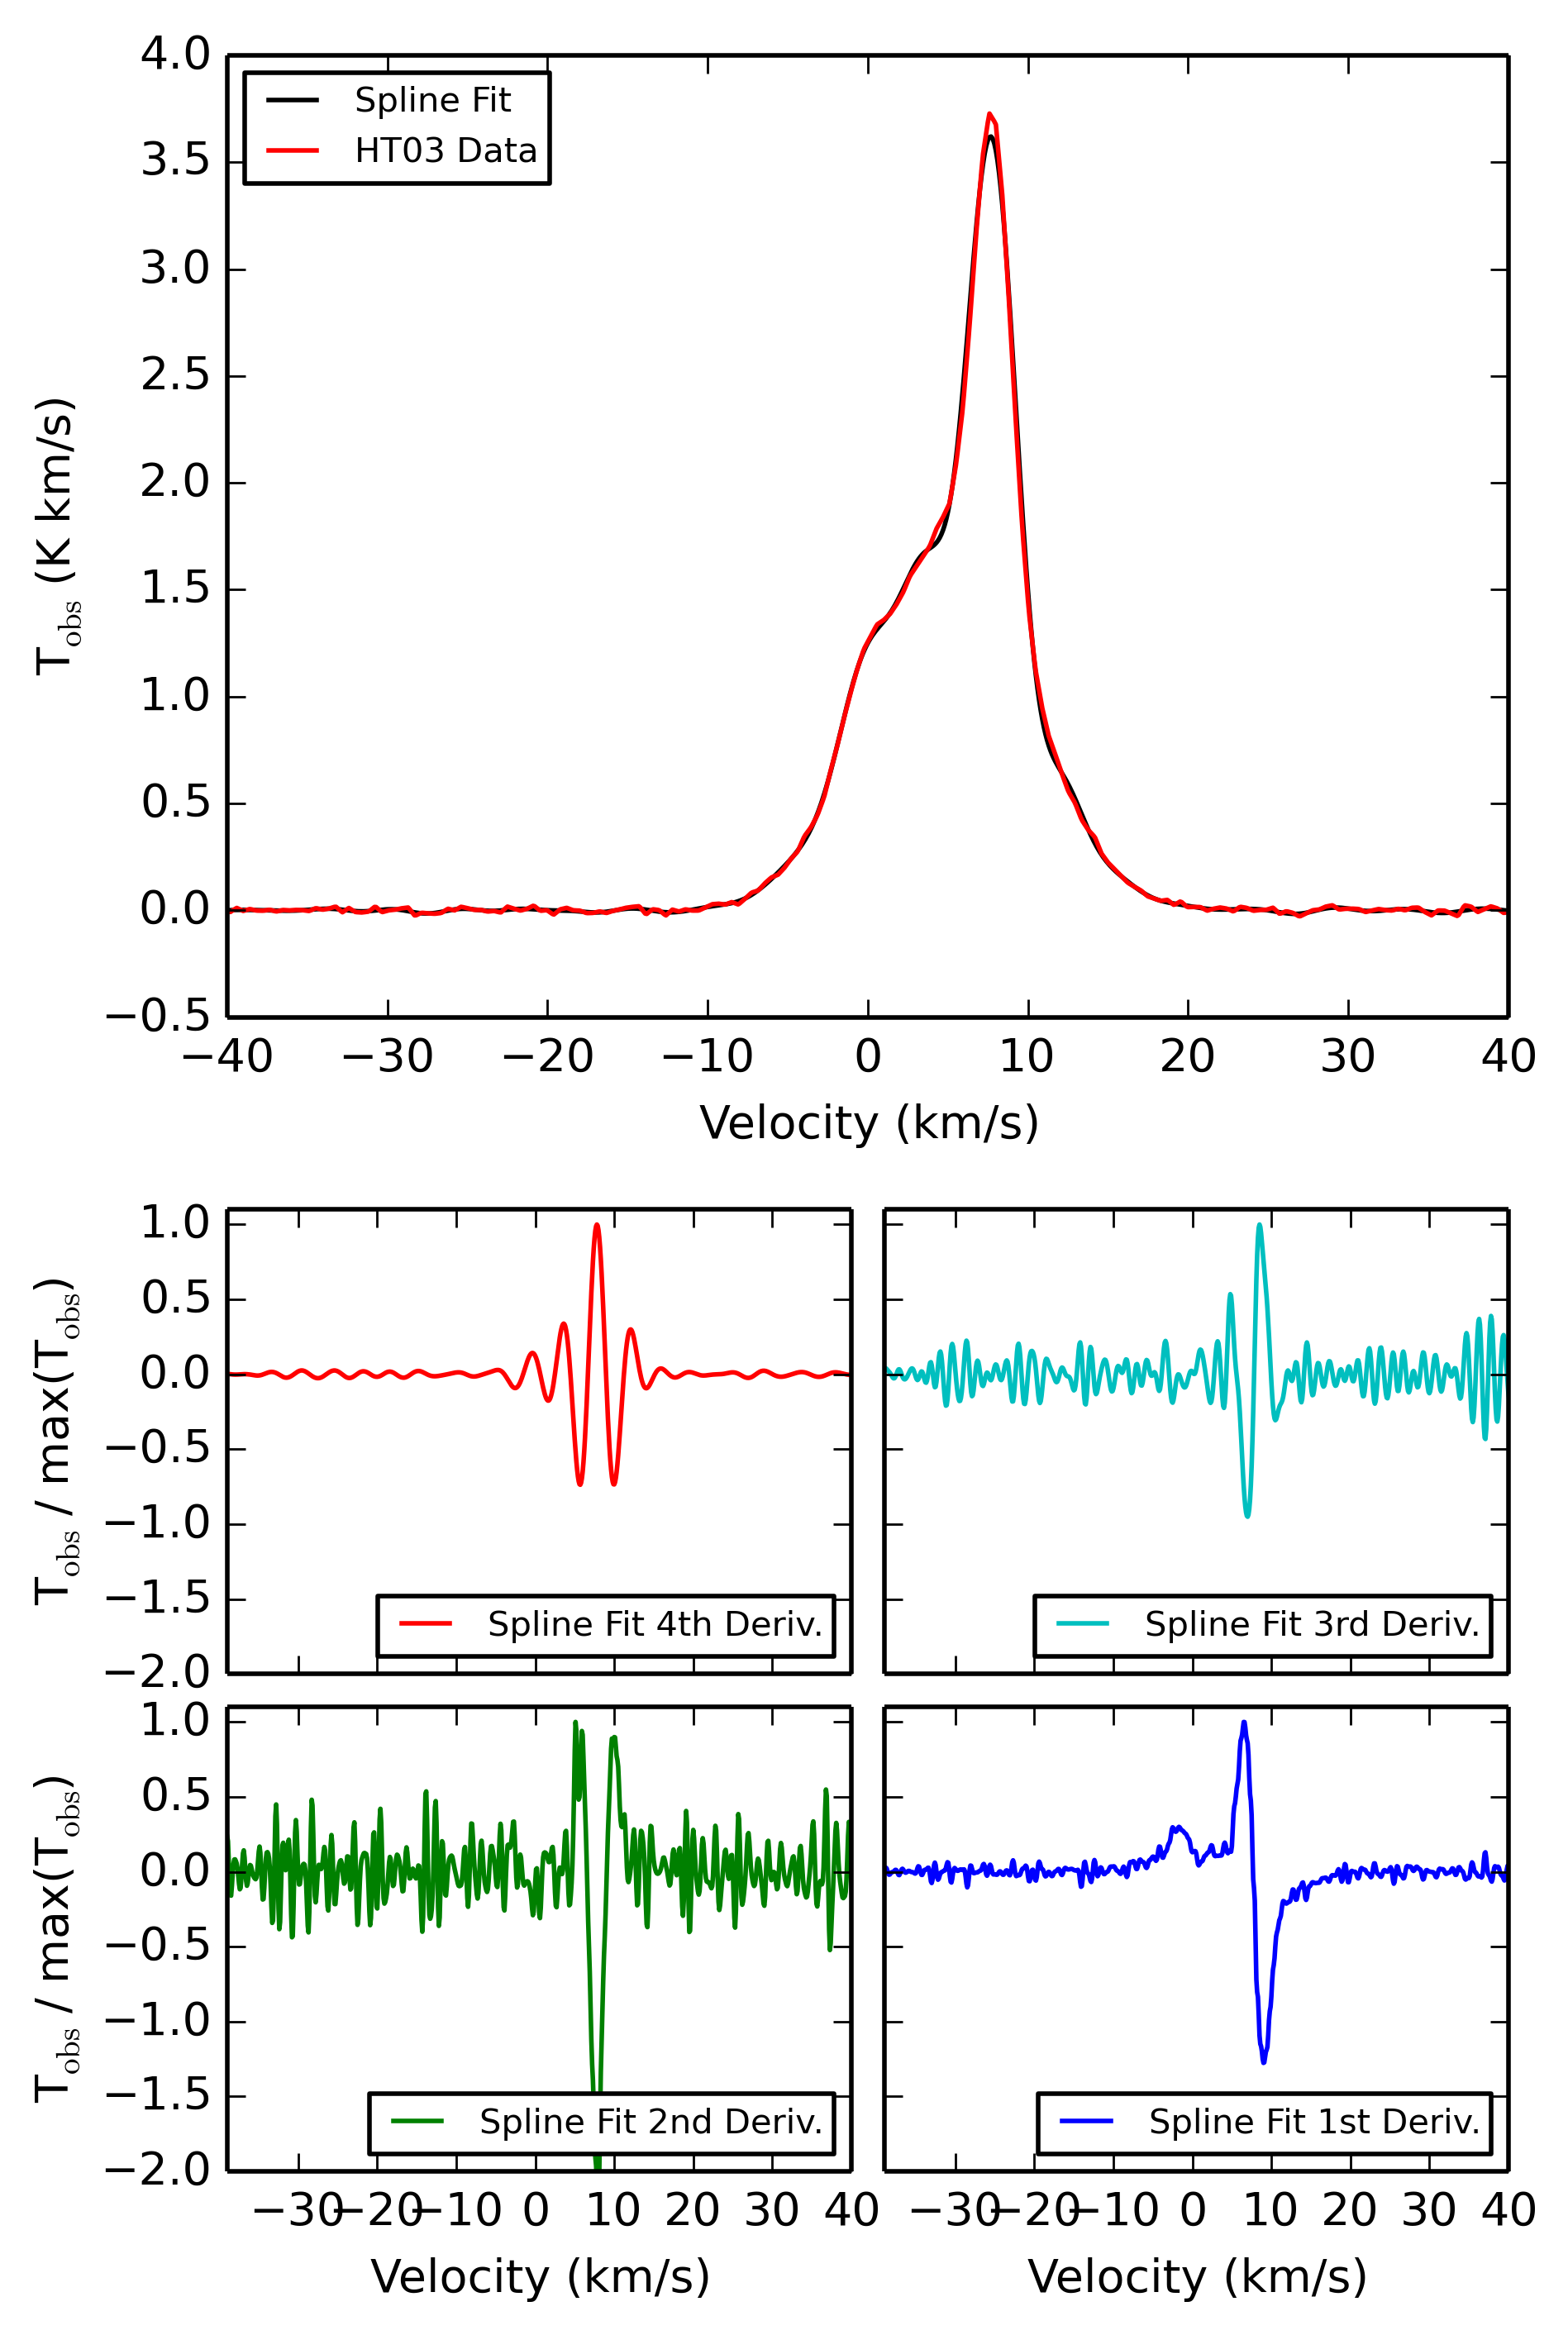 4.0
3.5
3.0
2.5
2.0
1.5
1.0
0.5
0.0
−0.5
T_obs (K km/s)
Spline Fit
HT03 Data
−40 −30 −20 −10 0 10 20 30 40
Velocity (km/s)
1.0
0.5
0.0
−0.5
−1.0
−1.5
−2.0
T_obs / max(T_obs)
Spline Fit 4th Deriv.
Spline Fit 3rd Deriv.
1.0
0.5
0.0
−0.5
−1.0
−1.5
−2.0
T_obs / max(T_obs)
Spline Fit 2nd Deriv.
Spline Fit 1st Deriv.
−30 −20 −10 0 10 20 30 40
−30 −20 −10 0 10 20 30 40
Velocity (km/s)
Velocity (km/s)